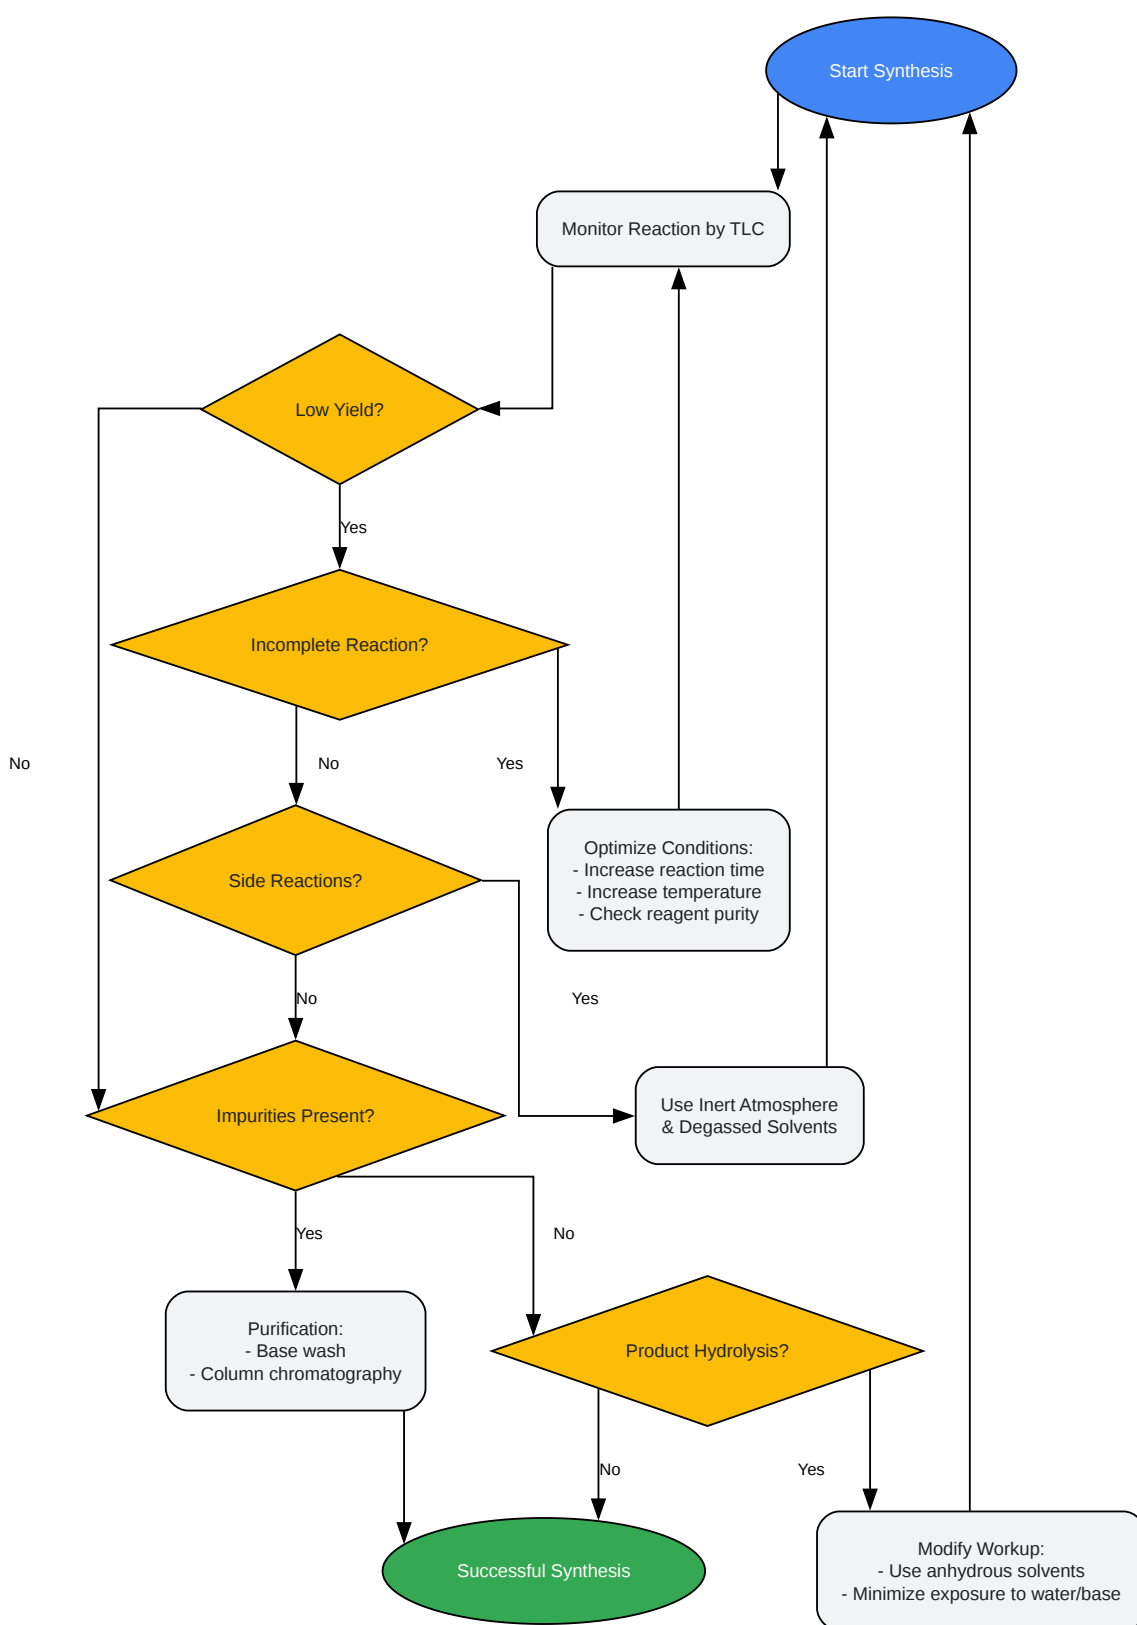 Start Synthesis
Monitor Reaction by TLC
Low Yield?
Yes
Incomplete Reaction?
No
No
Yes
Optimize Conditions:
- Increase reaction time
- Increase temperature
- Check reagent purity
Side Reactions?
No
Yes
Use Inert Atmosphere
& Degassed Solvents
Impurities Present?
Yes
No
Purification:
- Base wash
- Column chromatography
Product Hydrolysis?
No
Yes
Successful Synthesis
Modify Workup:
- Use anhydrous solvents
- Minimize exposure to water/base